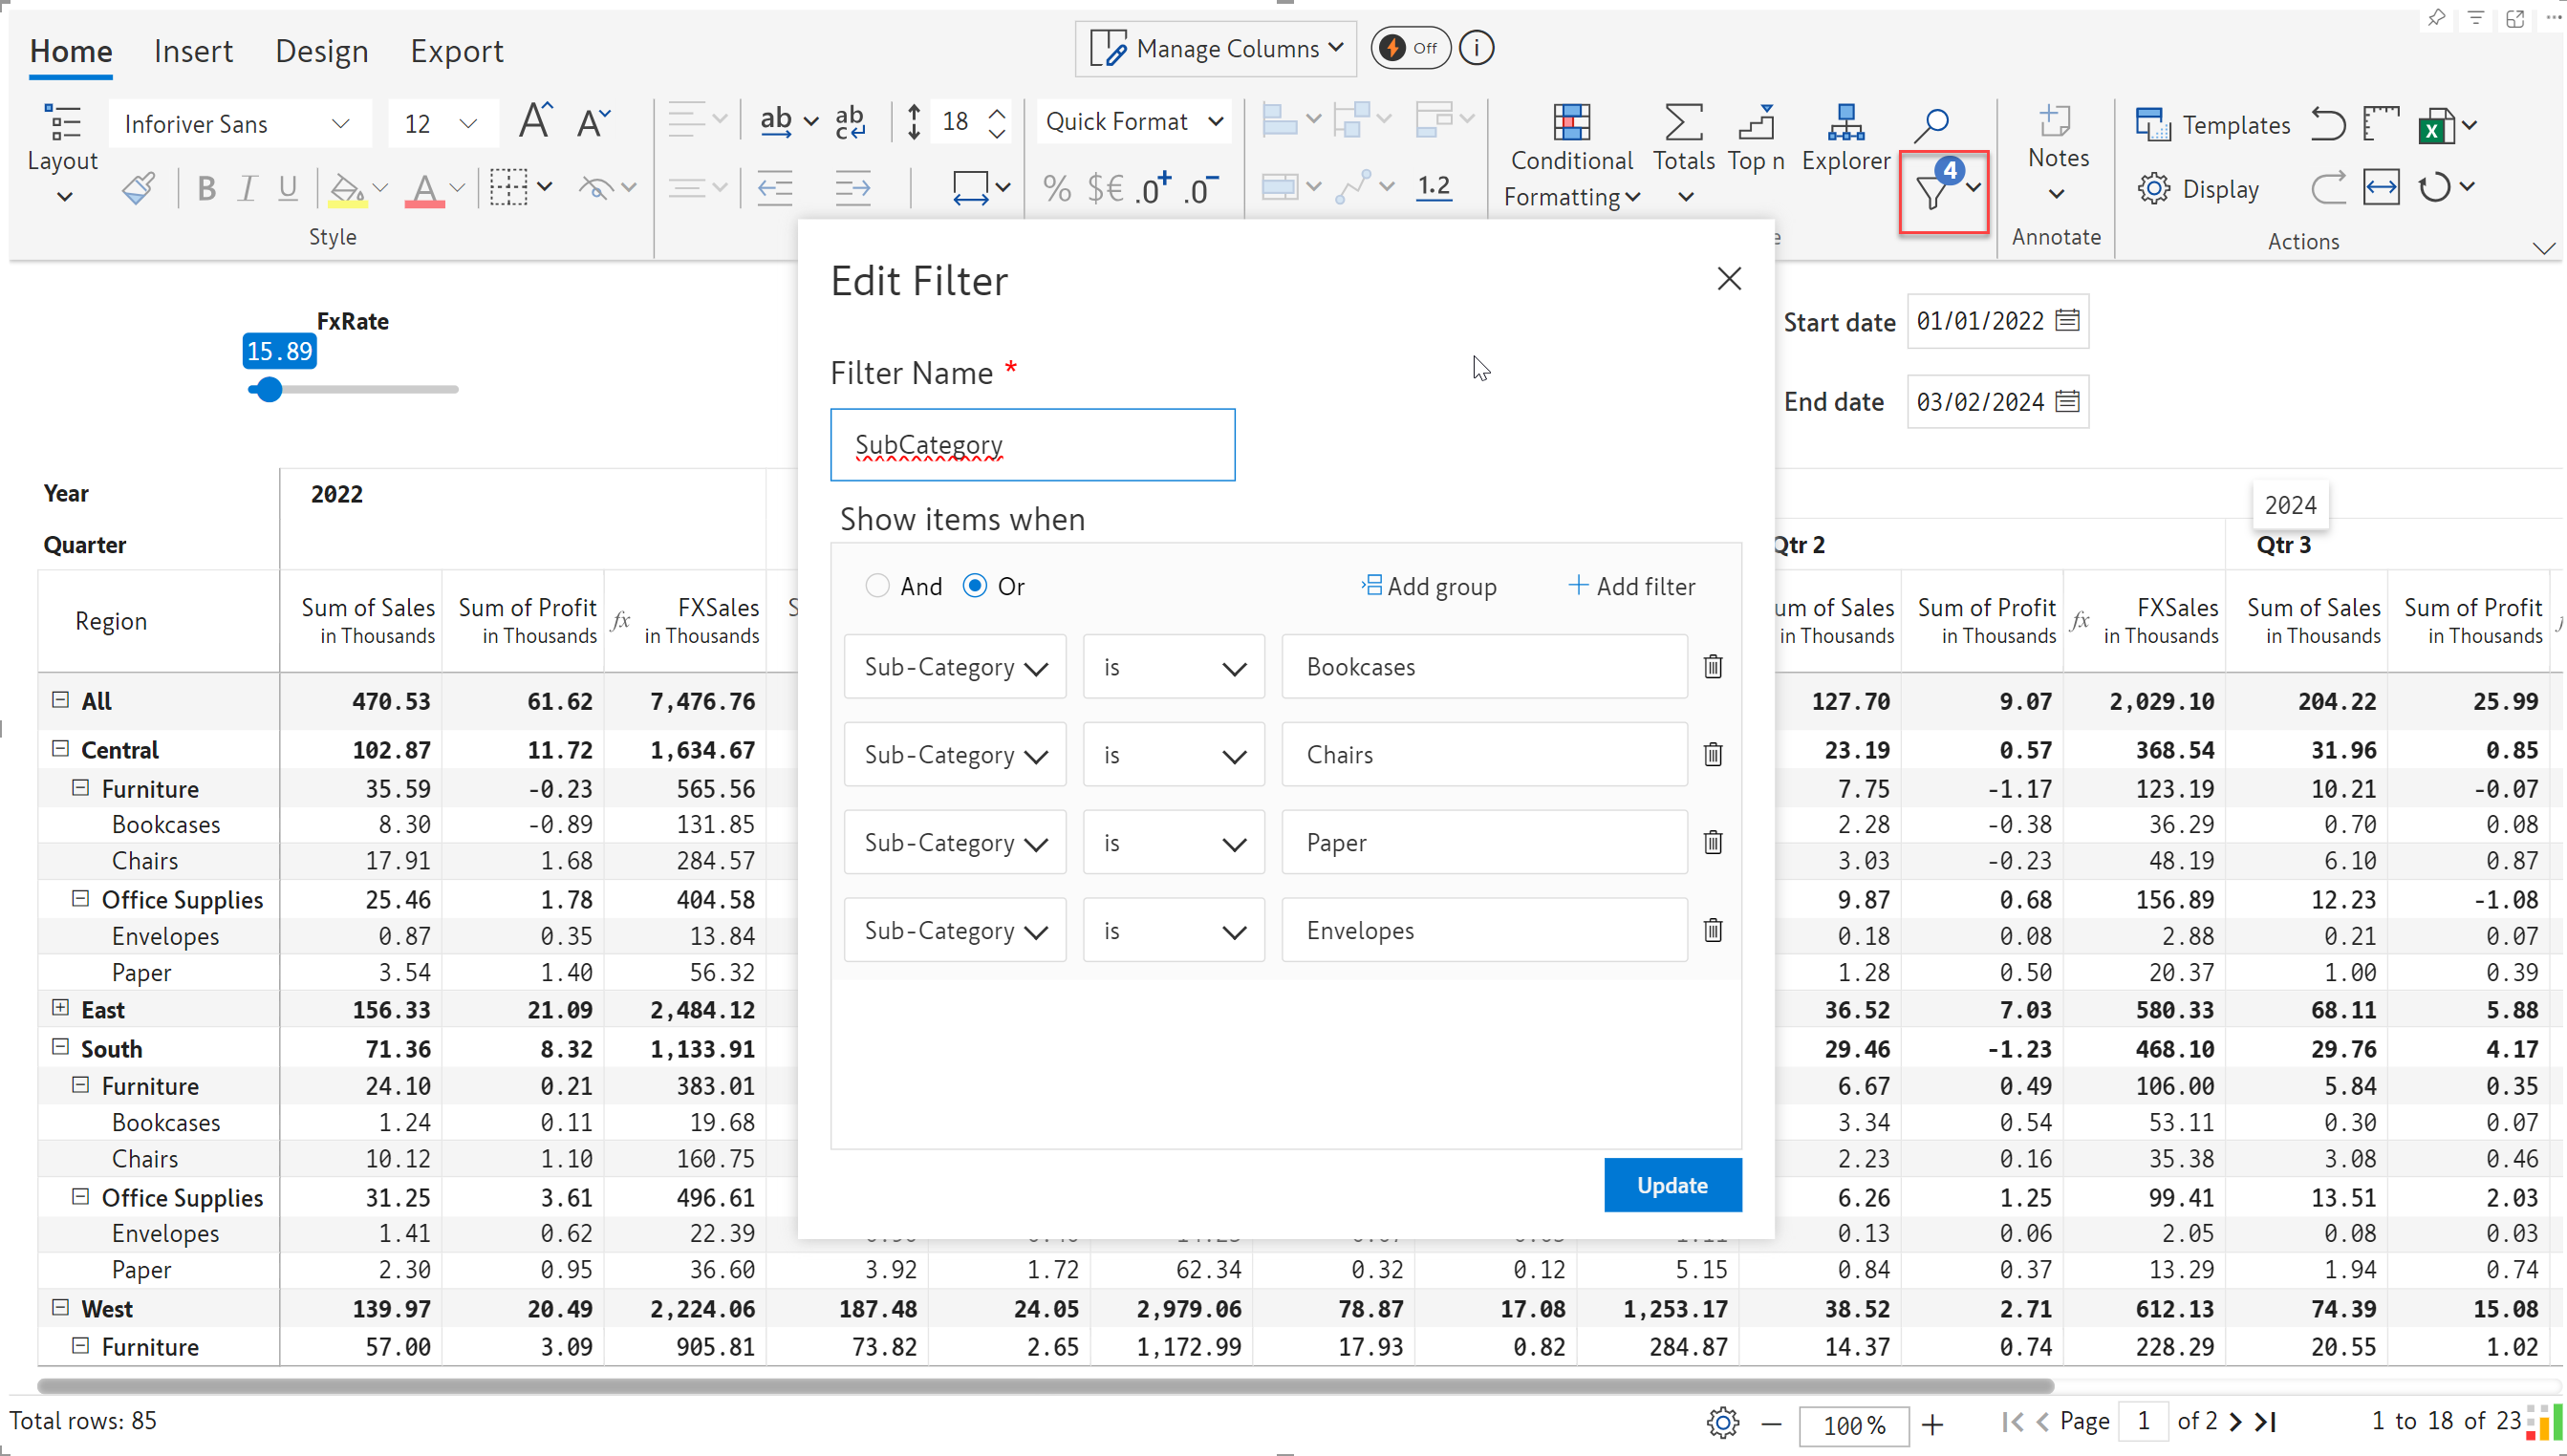 Home Insert Design Export Manage Columns Off i
Layout Inforiver Sans 12 A A ab ab c 18 Quick Format Conditional Formatting Totals Top n Explorer 4 Notes Templates X
B I U A % $€ .0+ .0- 1.2 Display
Style Annotate Actions
Edit Filter
FxRate
15.89
Start date 01/01/2022
End date 03/02/2024
Filter Name *
SubCategory
Show items when
And Or Add group Add filter
Sub-Category is Bookcases
Sub-Category is Chairs
Sub-Category is Paper
Sub-Category is Envelopes
Update
Year 2022 2024
Quarter Qtr 2 Qtr 3
Region Sum of Sales Sum of Profit fx FXSales Sum of Profit fx FXSales Sum of Sales Sum of Profit
in Thousands in Thousands in Thousands in Thousands in Thousands in Thousands in Thousands in Thousands
All 470.53 61.62 7,476.76 127.70 9.07 2,029.10 204.22 25.99
Central 102.87 11.72 1,634.67 23.19 0.57 368.54 31.96 0.85
Furniture 35.59 -0.23 565.56 7.75 -1.17 123.19 10.21 -0.07
Bookcases 8.30 -0.89 131.85 2.28 -0.38 36.29 0.70 0.08
Chairs 17.91 1.68 284.57 3.03 -0.23 48.19 6.10 0.87
Office Supplies 25.46 1.78 404.58 9.87 0.68 156.89 12.23 -1.08
Envelopes 0.87 0.35 13.84 0.18 0.08 2.88 0.21 0.07
Paper 3.54 1.40 56.32 1.28 0.50 20.37 1.00 0.39
East 156.33 21.09 2,484.12 36.52 7.03 580.33 68.11 5.88
South 71.36 8.32 1,133.91 29.46 -1.23 468.10 29.76 4.17
Furniture 24.10 0.21 383.01 6.67 0.49 106.00 5.84 0.35
Bookcases 1.24 0.11 19.68 3.34 0.54 53.11 0.30 0.07
Chairs 10.12 1.10 160.75 2.23 0.16 35.38 3.08 0.46
Office Supplies 31.25 3.61 496.61 6.26 1.25 99.41 13.51 2.03
Envelopes 1.41 0.62 22.39 0.13 0.06 2.05 0.08 0.03
Paper 2.30 0.95 36.60 3.92 1.72 62.34 0.32 0.12 5.15 0.84 0.37 13.29 1.94 0.74
West 139.97 20.49 2,224.06 187.48 24.05 2,979.06 78.87 17.08 1,253.17 38.52 2.71 612.13 74.39 15.08
Furniture 57.00 3.09 905.81 73.82 2.65 1,172.99 17.93 0.82 284.87 14.37 0.74 228.29 20.55 1.02
Total rows: 85 100% Page 1 of 2 1 to 18 of 23